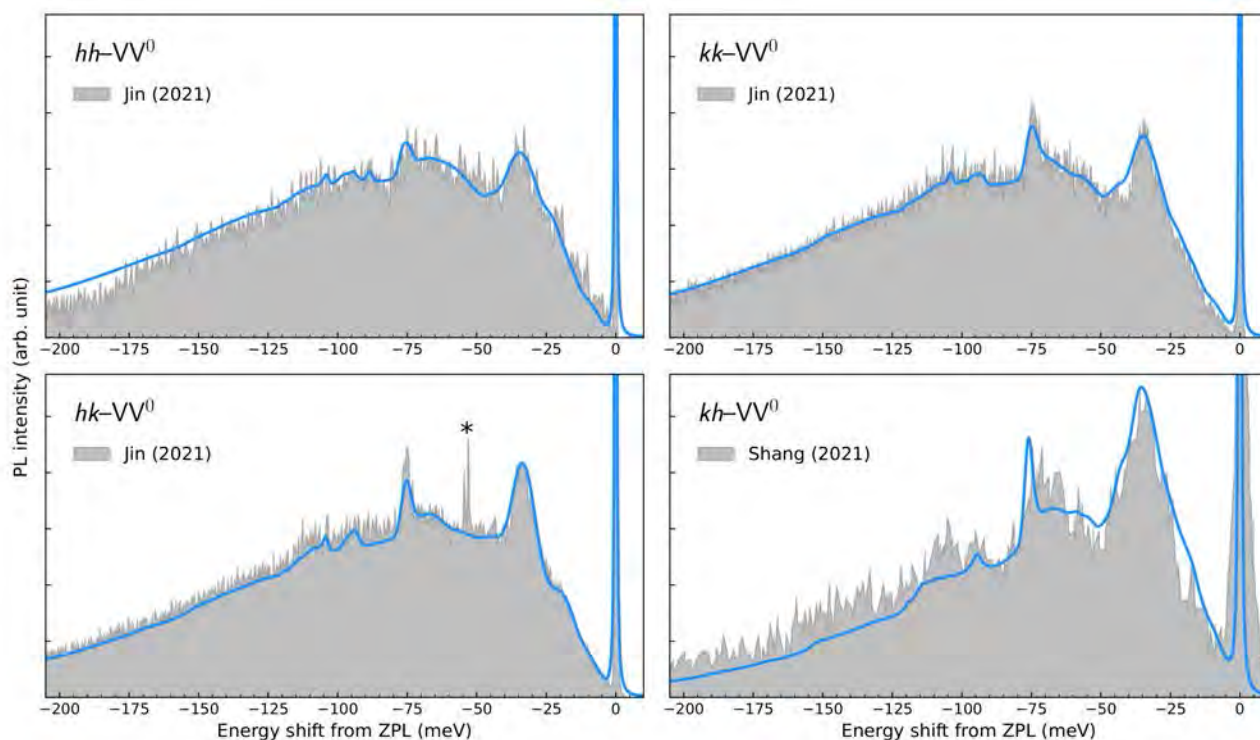 hh–VV⁰
Jin (2021)
kk–VV⁰
Jin (2021)
−200 −175 −150 −125 −100 −75 −50 −25 0
−200 −175 −150 −125 −100 −75 −50 −25 0
PL intensity (arb. unit)
hk–VV⁰
Jin (2021)
*
kh–VV⁰
Shang (2021)
−200 −175 −150 −125 −100 −75 −50 −25 0
−200 −175 −150 −125 −100 −75 −50 −25 0
Energy shift from ZPL (meV)
Energy shift from ZPL (meV)